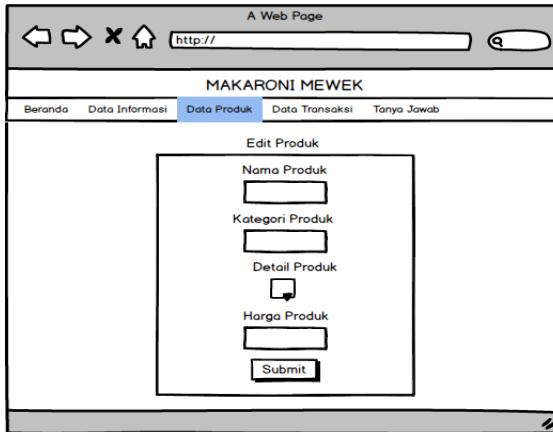 A Web Page
http://
MAKARONI MEWEK
Beranda Data Informasi Data Produk Data Transaksi Tanya Jawab
Edit Produk
Nama Produk
Kategori Produk
Detail Produk
Harga Produk
Submit